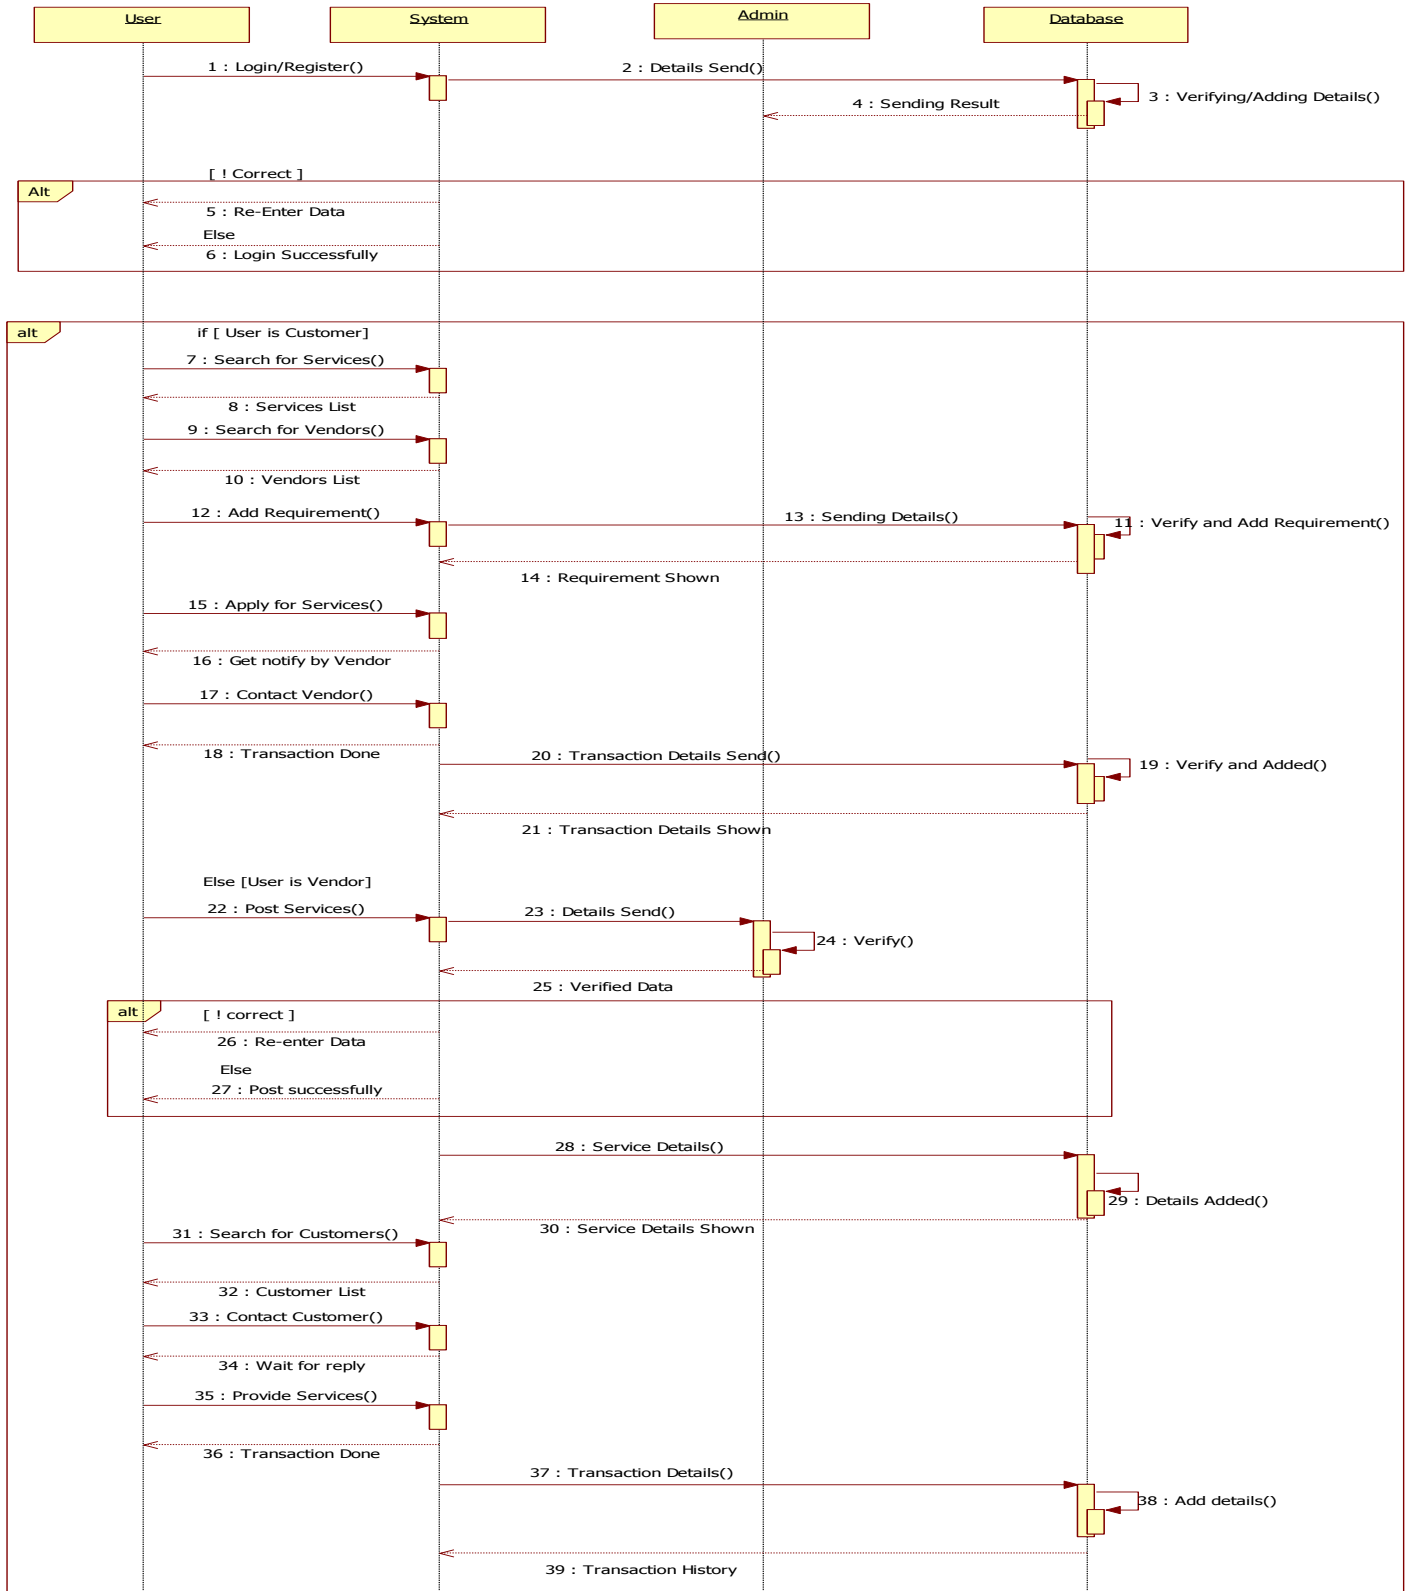 User
System
Admin
Database
1 : Login/Register()
2 : Details Send()
3 : Verifying/Adding Details()
4 : Sending Result
[ ! Correct ]
Alt
5 : Re-Enter Data
Else
6 : Login Successfully
alt
if [ User is Customer]
7 : Search for Services()
8 : Services List
9 : Search for Vendors()
10 : Vendors List
12 : Add Requirement()
13 : Sending Details()
11 : Verify and Add Requirement()
14 : Requirement Shown
15 : Apply for Services()
16 : Get notify by Vendor
17 : Contact Vendor()
18 : Transaction Done
20 : Transaction Details Send()
19 : Verify and Added()
21 : Transaction Details Shown
Else [User is Vendor]
22 : Post Services()
23 : Details Send()
24 : Verify()
25 : Verified Data
alt
[ ! correct ]
26 : Re-enter Data
Else
27 : Post successfully
28 : Service Details()
29 : Details Added()
30 : Service Details Shown
31 : Search for Customers()
32 : Customer List
33 : Contact Customer()
34 : Wait for reply
35 : Provide Services()
36 : Transaction Done
37 : Transaction Details()
38 : Add details()
39 : Transaction History